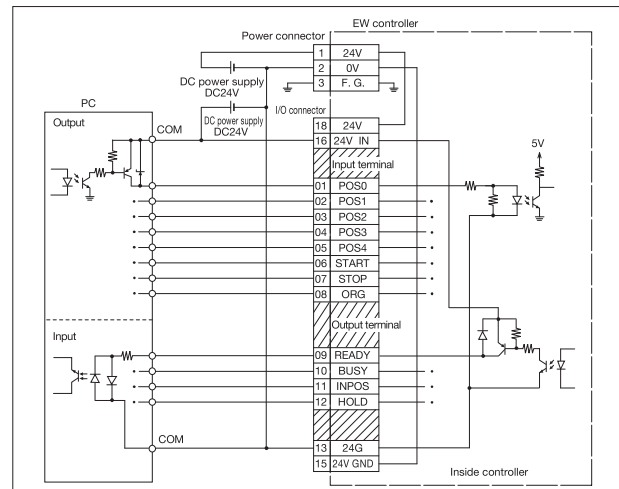 EW controller
Power connector
1 24V
2 0V
3 F. G.
DC power supply
DC24V
PC
I/O connector
DC power supply
DC24V
Output
COM
18 24V
16 24V IN
5V
Input terminal
01 POS0
02 POS1
03 POS2
04 POS3
05 POS4
06 START
07 STOP
08 ORG
Output terminal
Input
09 READY
10 BUSY
11 INPOS
12 HOLD
COM
13 24G
15 24V GND
Inside controller